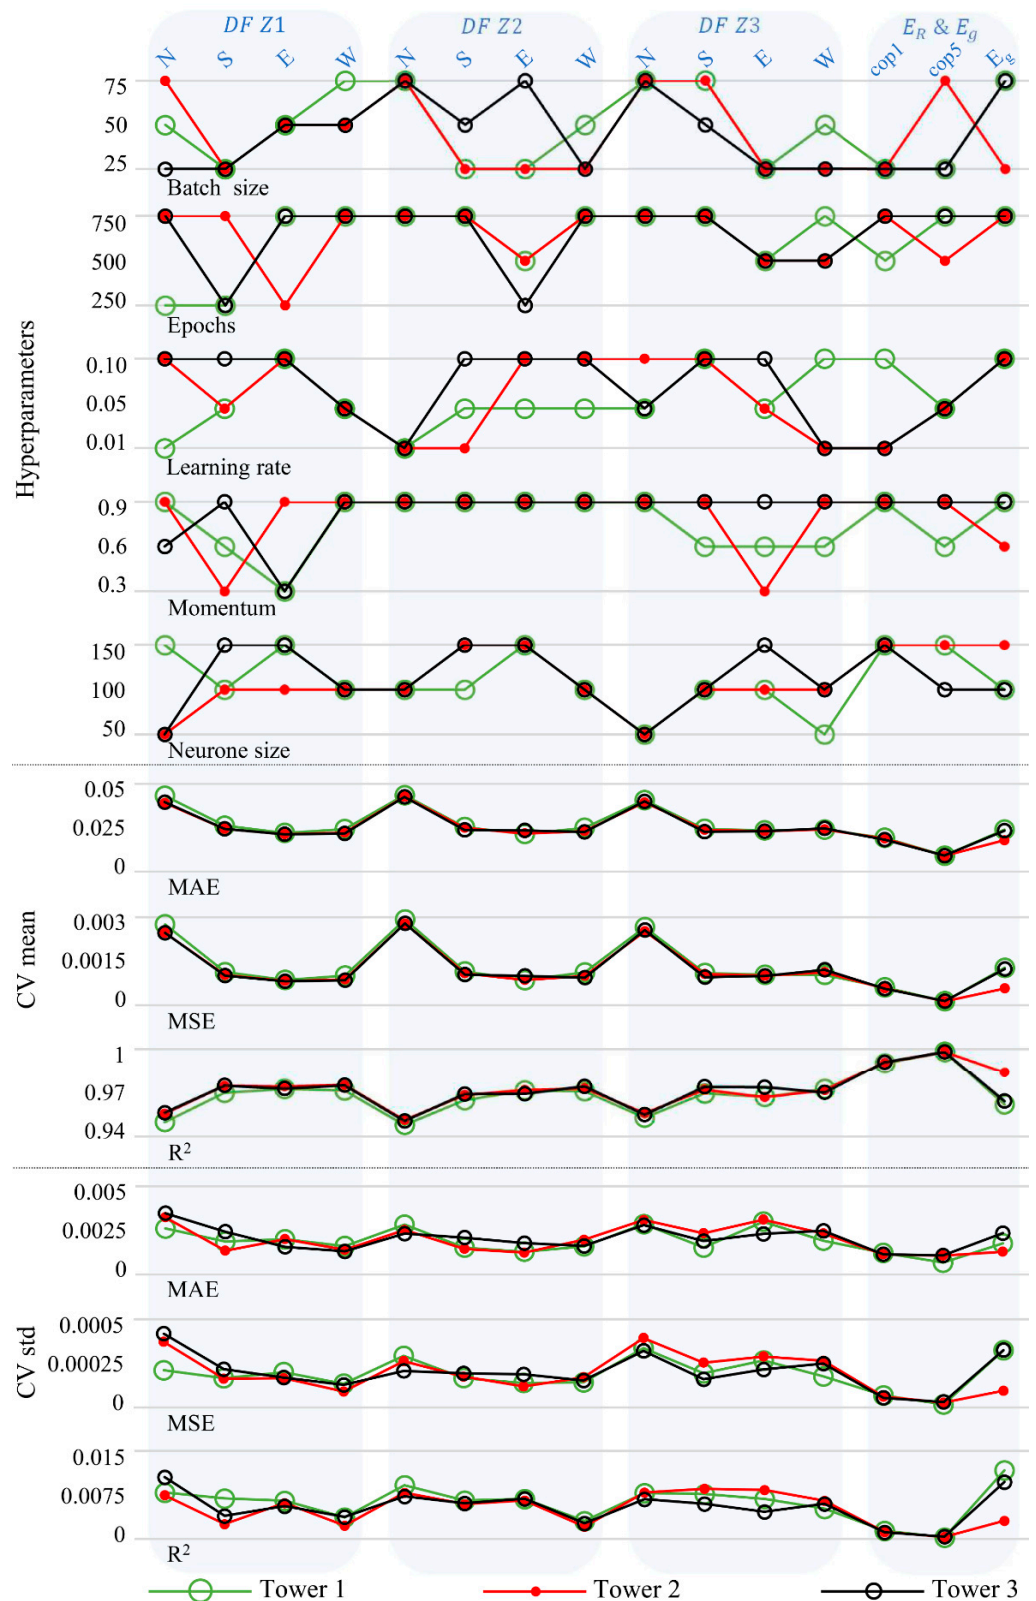 DF Z1 DF Z2 DF Z3 E_R & E_g
N S E W N S E W N S E W cop1 cop5 E_g
Hyperparameters
75
50
25
Batch size
750
500
250
Epochs
0.10
0.05
0.01
Learning rate
0.9
0.6
0.3
Momentum
150
100
50
Neurone size
CV mean
0.05
0.025
0
MAE
0.003
0.0015
0
MSE
1
0.97
0.94
R²
CV std
0.005
0.0025
0
MAE
0.0005
0.00025
0
MSE
0.015
0.0075
0
R²
Tower 1 Tower 2 Tower 3